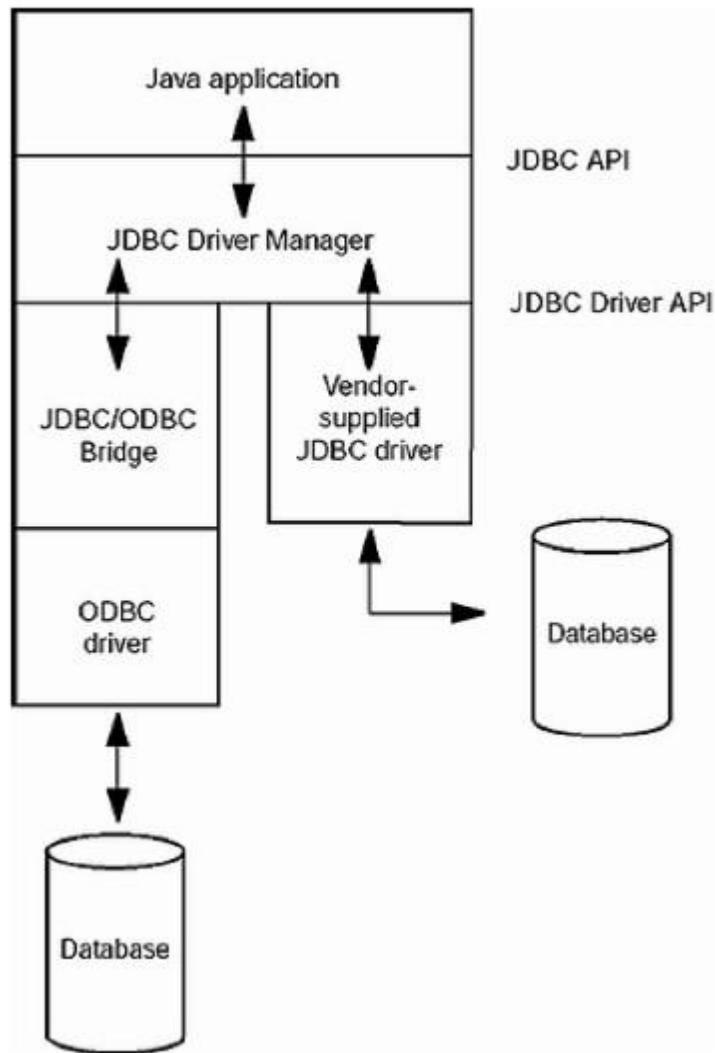 Java application
JDBC API
JDBC Driver Manager
JDBC Driver API
JDBC/ODBC
Bridge
Vendor-
supplied
JDBC driver
ODBC
driver
Database
Database